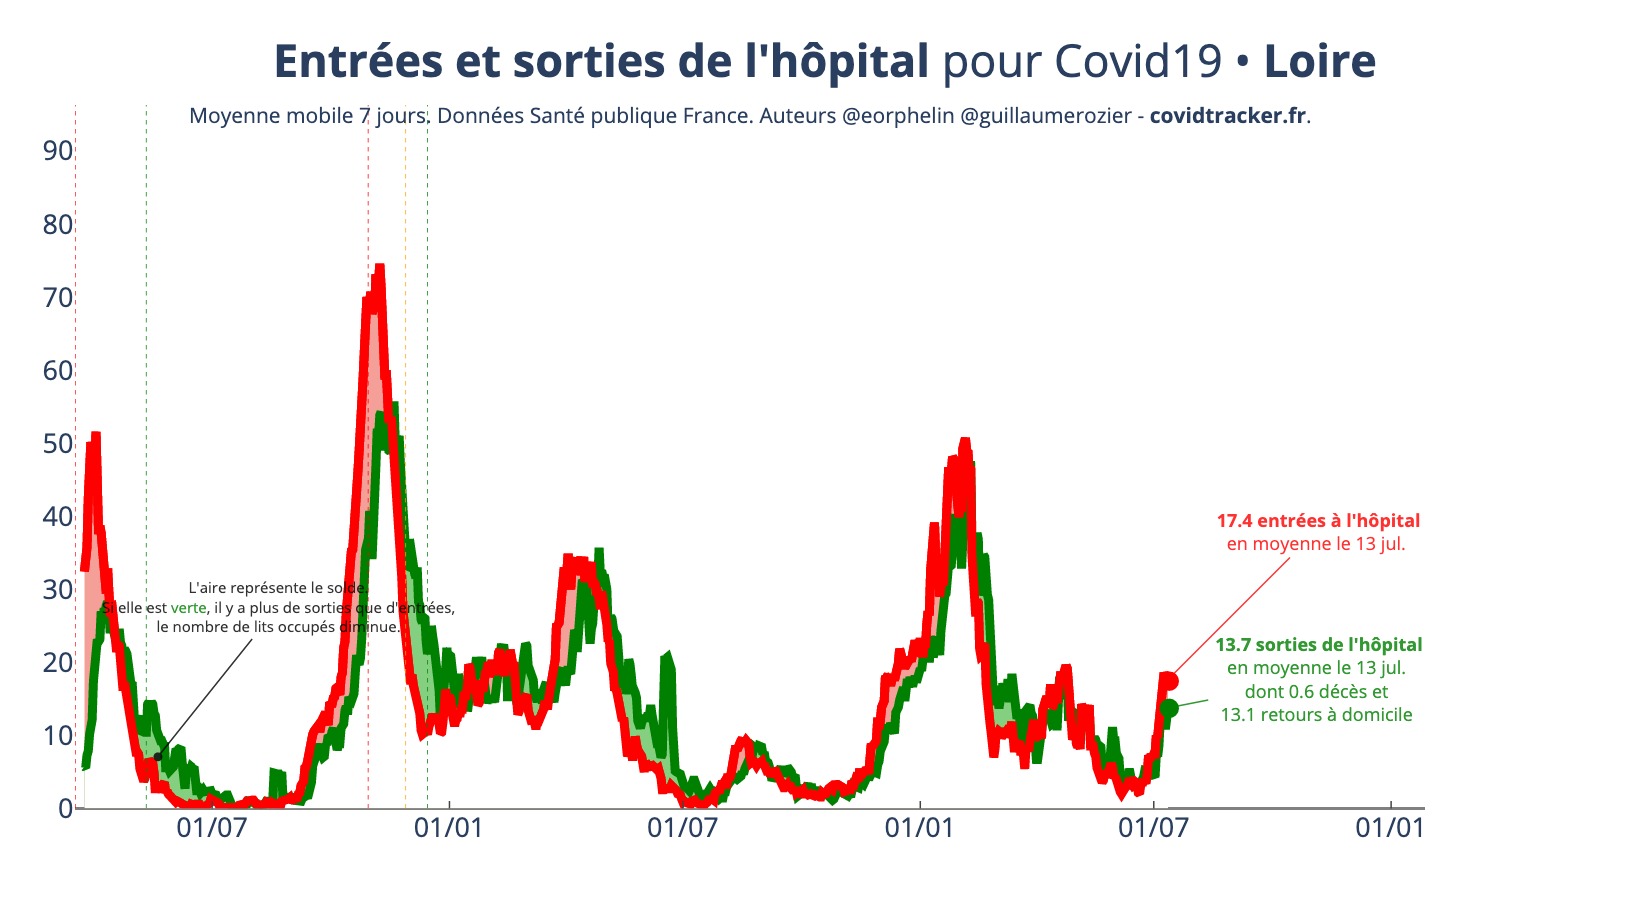 Entrées et sorties de l'hôpital pour Covid19 • Loire
Moyenne mobile 7 jours. Données Santé publique France. Auteurs @eorphelin @guillaumerozier - covidtracker.fr.
90
80
70
60
50
40
30
20
10
0
L'aire représente le solde.
Si elle est verte, il y a plus de sorties que d'entrées,
le nombre de lits occupés diminue.
17.4 entrées à l'hôpital
en moyenne le 13 jul.
13.7 sorties de l'hôpital
en moyenne le 13 jul.
dont 0.6 décès et
13.1 retours à domicile
01/07
01/01
01/07
01/01
01/07
01/01